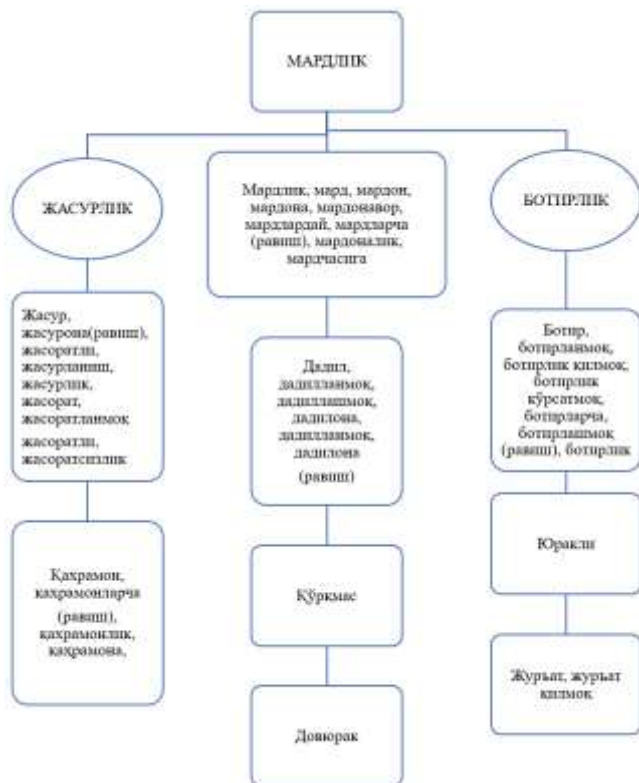 МАРДЛИК
ЖАСУРЛИК
Мардлик, мард, мардон,
мардона, мардонавор,
мардлардай, мардларча
(равиш), мардоналик,
мардчасига
БОТИРЛИК
Жасур,
жасурона(равиш),
жасоратли,
жасурланиш,
жасурлик,
жасорат,
жасоратланмоқ
жасоратли,
жасоратсизлик
Дадил,
дадилланмоқ,
дадиллашмоқ,
дадилона,
дадилланмоқ,
дадилона
(равиш)
Ботир,
ботирланмоқ,
ботирлик қилмоқ,
ботирлик
кўрсатмоқ,
ботирларча,
ботирлашмоқ
(равиш), ботирлик
Қахрамон,
қахрамонларча
(равиш),
қахрамонлик,
қаҳрамона,
Қўрқмас
Юракли
Довюрак
Журъат, журъат
қилмоқ